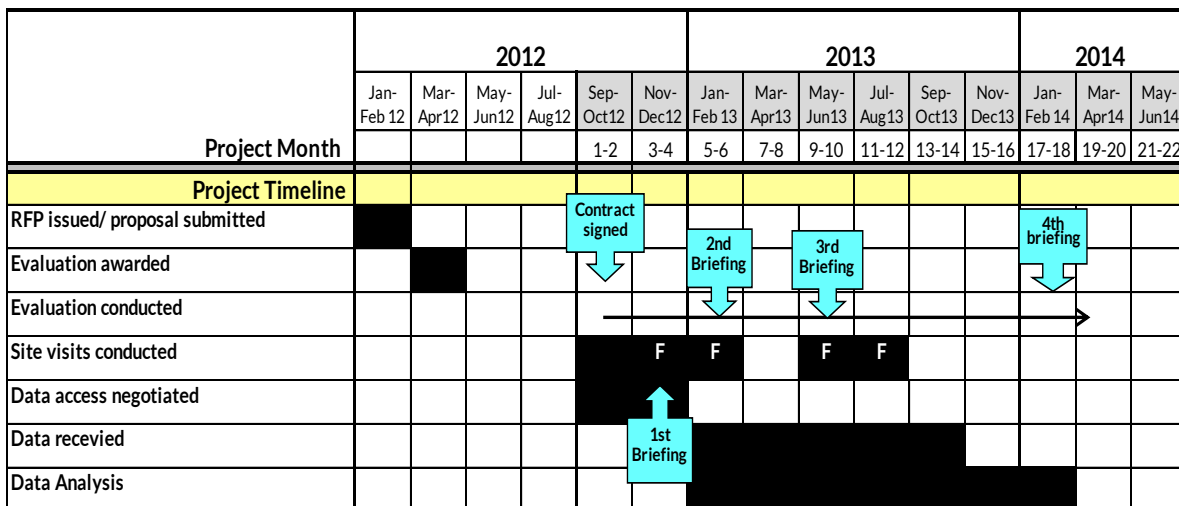 2012 2013 2014
Jan- Mar- May- Jul- Sep- Nov- Jan- Mar- May- Jul- Sep- Nov- Jan- Mar- May-
Feb 12 Apr12 Jun12 Aug12 Oct12 Dec12 Feb 13 Apr13 Jun13 Aug13 Oct13 Dec13 Feb 14 Apr14 Jun14
Project Month 1-2 3-4 5-6 7-8 9-10 11-12 13-14 15-16 17-18 19-20 21-22
Project Timeline
RFP issued/ proposal submitted
Contract
signed
4th
briefing
2nd
Briefing
3rd
Briefing
Evaluation awarded
Evaluation conducted
Site visits conducted F F F F
Data access negotiated
Data recevied
1st
Briefing
Data Analysis